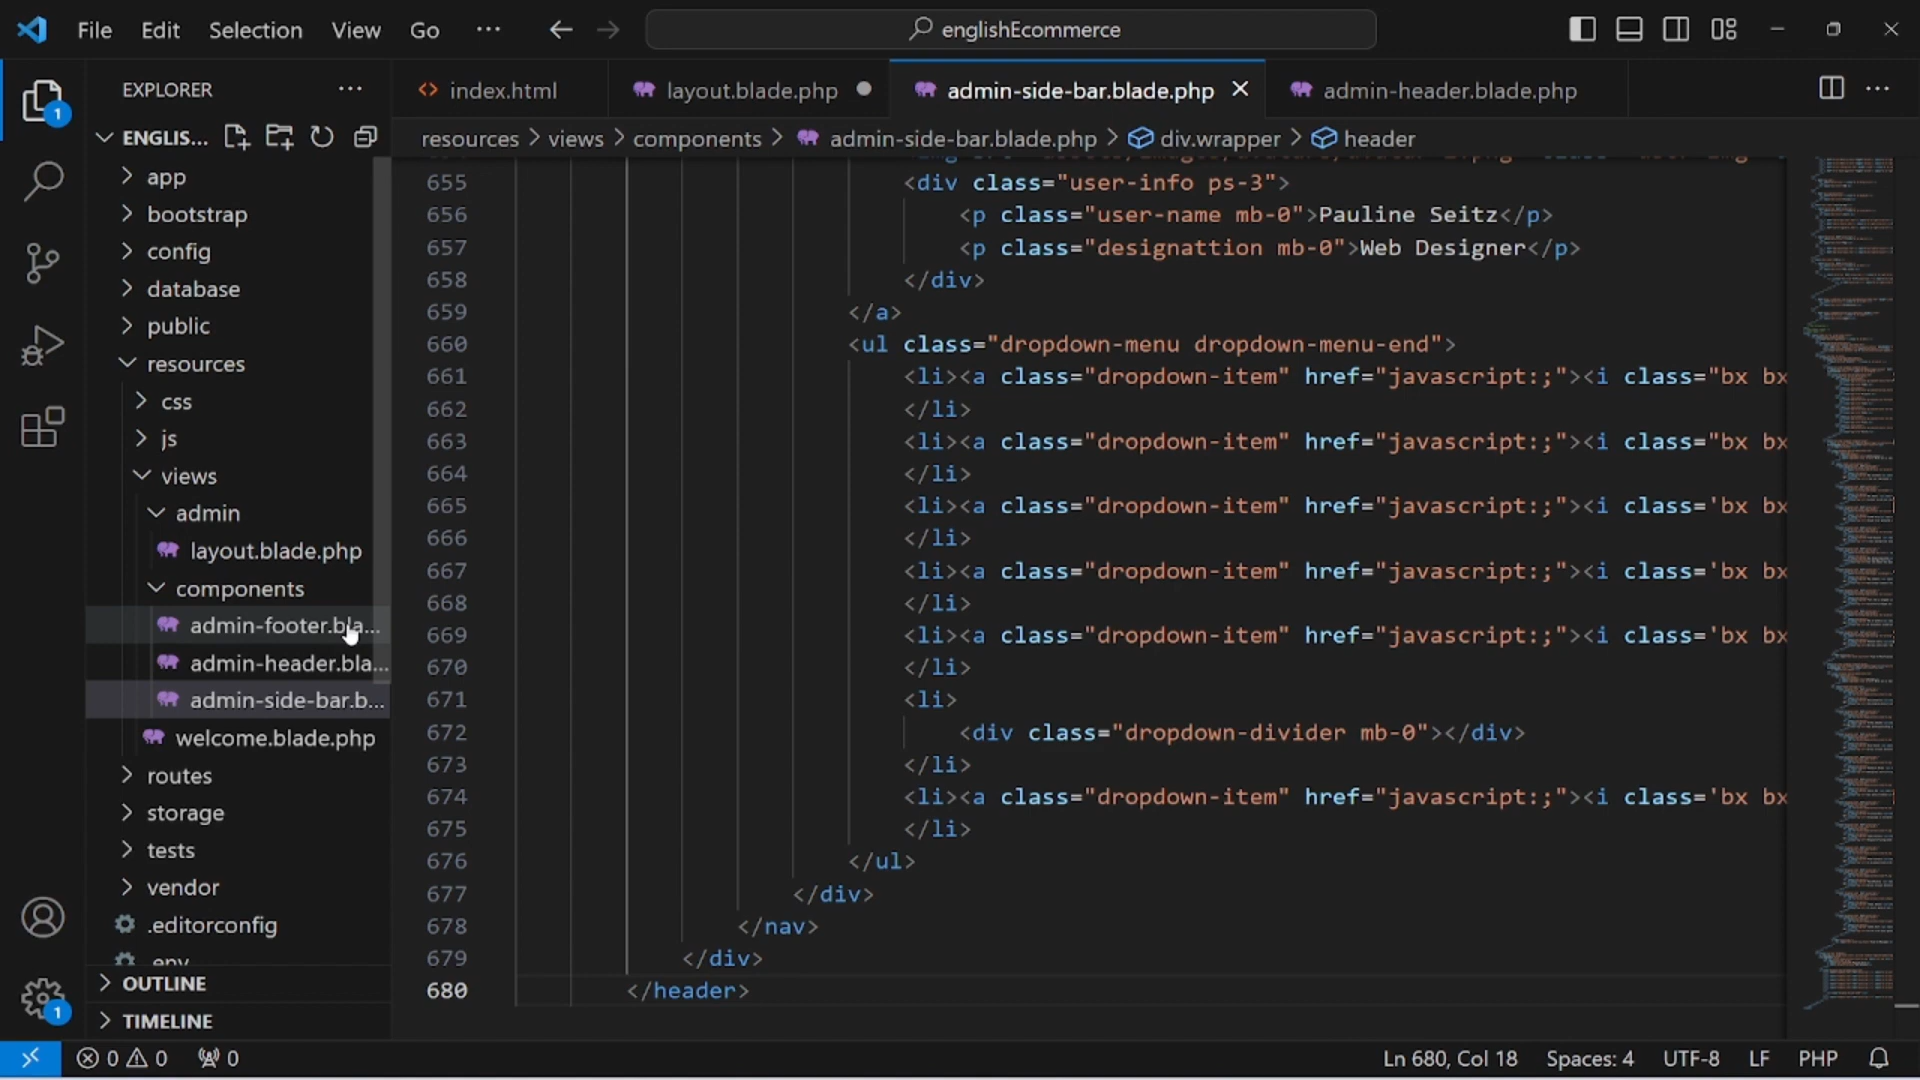 File Edit Selection View Go ··· englishEcommerce
EXPLORER ···
index.html layout.blade.php admin-side-bar.blade.php admin-header.blade.php
ENGLIS...
resources > views > components > admin-side-bar.blade.php > div.wrapper > header
app
bootstrap
config
database
public
resources
css
js
views
admin
layout.blade.php
components
admin-footer.bla...
admin-header.bla...
admin-side-bar.b...
welcome.blade.php
routes
storage
tests
vendor
.editorconfig
.env
OUTLINE
TIMELINE
1
1
655 <div class="user-info ps-3">
656 <p class="user-name mb-0">Pauline Seitz</p>
657 <p class="designattion mb-0">Web Designer</p>
658 </div>
659 </a>
660 <ul class="dropdown-menu dropdown-menu-end">
661 <li><a class="dropdown-item" href="javascript:;"><i class="bx bx
662 </li>
663 <li><a class="dropdown-item" href="javascript:;"><i class="bx bx
664 </li>
665 <li><a class="dropdown-item" href="javascript:;"><i class='bx bx
666 </li>
667 <li><a class="dropdown-item" href="javascript:;"><i class='bx bx
668 </li>
669 <li><a class="dropdown-item" href="javascript:;"><i class='bx bx
670 </li>
671 <li>
672 <div class="dropdown-divider mb-0"></div>
673 </li>
674 <li><a class="dropdown-item" href="javascript:;"><i class='bx bx
675 </li>
676 </ul>
677 </div>
678 </nav>
679 </div>
680 </header>
0 0 0 Ln 680, Col 18 Spaces: 4 UTF-8 LF PHP